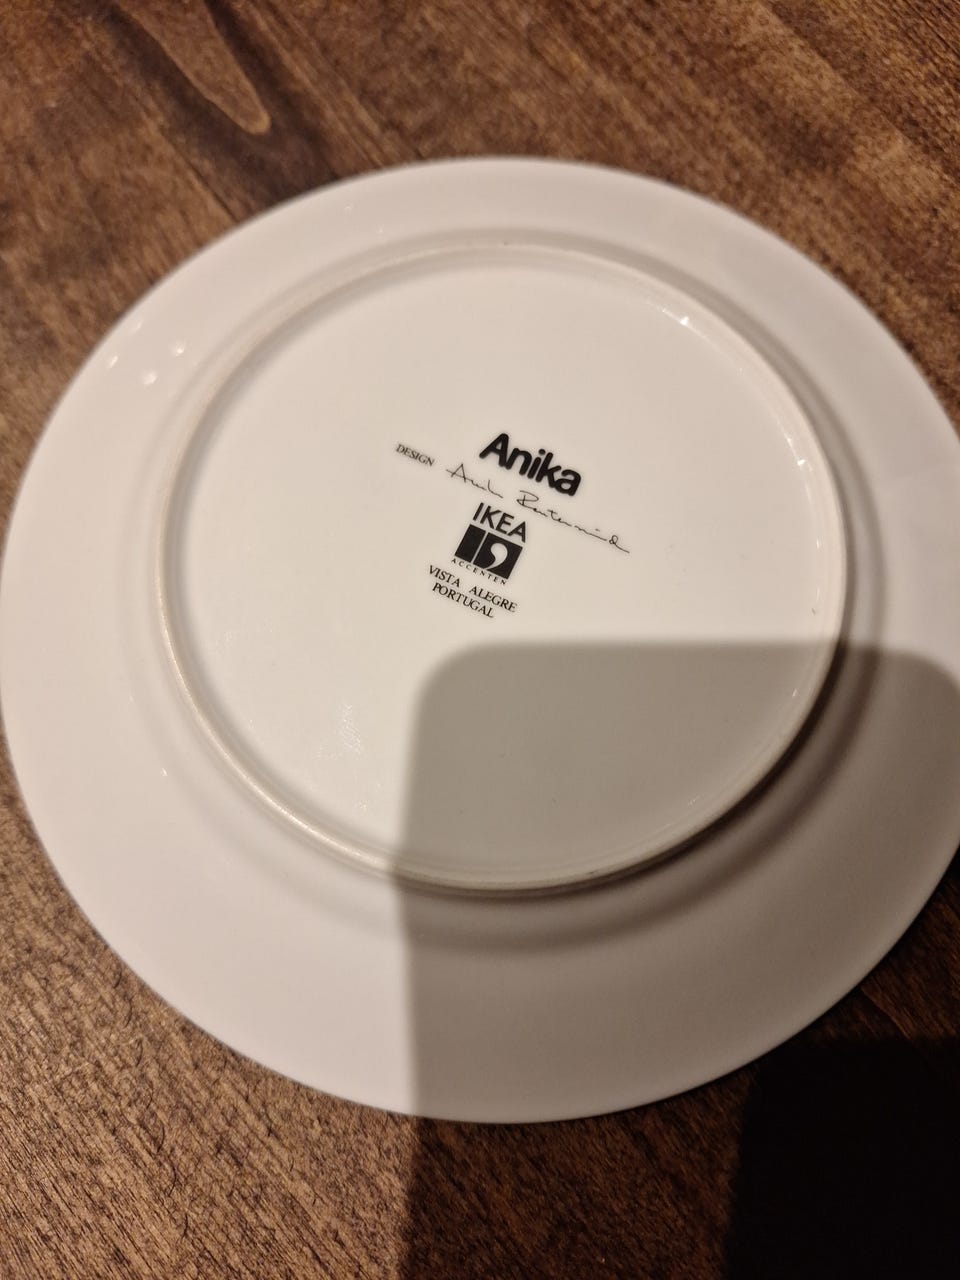 Anika
DESIGN
IKEA
ACCENTEN
VISTA ALEGRE
PORTUGAL